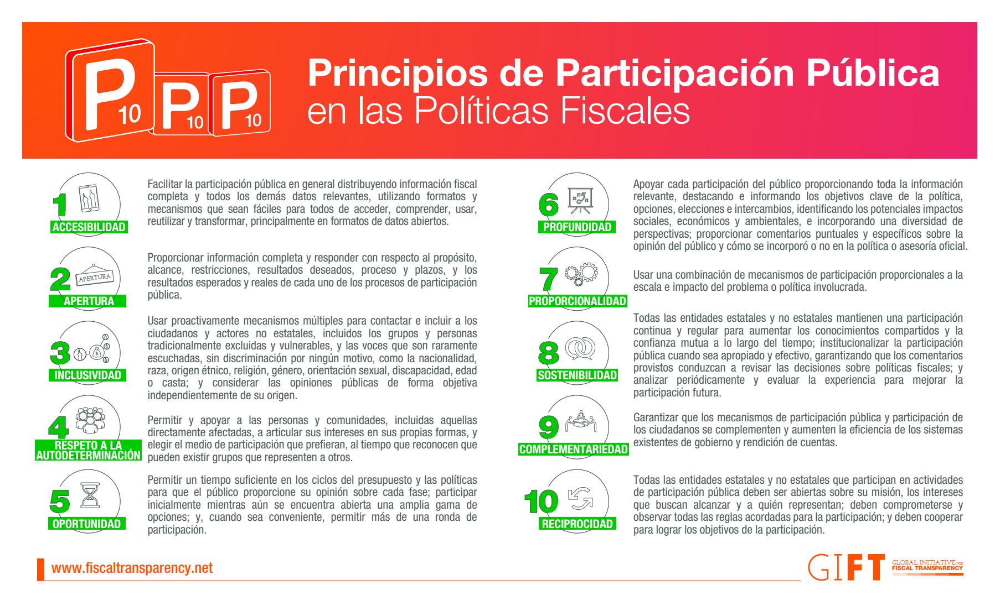 P10 P10 P10
Principios de Participación Pública
en las Políticas Fiscales
1
ACCESIBILIDAD
Facilitar la participación pública en general distribuyendo información fiscal
completa y todos los demás datos relevantes, utilizando formatos y
mecanismos que sean fáciles para todos de acceder, comprender, usar,
reutilizar y transformar, principalmente en formatos de datos abiertos.
2
APERTURA
APERTURA
Proporcionar información completa y responder con respecto al propósito,
alcance, restricciones, resultados deseados, proceso y plazos, y los
resultados esperados y reales de cada uno de los procesos de participación
pública.
3
$
INCLUSIVIDAD
Usar proactivamente mecanismos múltiples para contactar e incluir a los
ciudadanos y actores no estatales, incluidos los grupos y personas
tradicionalmente excluidas y vulnerables, y las voces que son raramente
escuchadas, sin discriminación por ningún motivo, como la nacionalidad,
raza, origen étnico, religión, género, orientación sexual, discapacidad, edad
o casta; y considerar las opiniones públicas de forma objetiva
independientemente de su origen.
4
RESPETO A LA
AUTODETERMINACIÓN
Permitir y apoyar a las personas y comunidades, incluidas aquellas
directamente afectadas, a articular sus intereses en sus propias formas, y
elegir el medio de participación que prefieran, al tiempo que reconocen que
pueden existir grupos que representen a otros.
5
OPORTUNIDAD
Permitir un tiempo suficiente en los ciclos del presupuesto y las políticas
para que el público proporcione su opinión sobre cada fase; participar
inicialmente mientras aún se encuentra abierta una amplia gama de
opciones; y, cuando sea conveniente, permitir más de una ronda de
participación.
6
PROFUNDIDAD
Apoyar cada participación del público proporcionando toda la información
relevante, destacando e informando los objetivos clave de la política,
opciones, elecciones e intercambios, identificando los potenciales impactos
sociales, económicos y ambientales, e incorporando una diversidad de
perspectivas; proporcionar comentarios puntuales y específicos sobre la
opinión del público y cómo se incorporó o no en la política o asesoría oficial.
7
PROPORCIONALIDAD
Usar una combinación de mecanismos de participación proporcionales a la
escala e impacto del problema o política involucrada.
8
SOSTENIBILIDAD
Todas las entidades estatales y no estatales mantienen una participación
continua y regular para aumentar los conocimientos compartidos y la
confianza mutua a lo largo del tiempo; institucionalizar la participación
pública cuando sea apropiado y efectivo, garantizando que los comentarios
provistos conduzcan a revisar las decisiones sobre políticas fiscales; y
analizar periódicamente y evaluar la experiencia para mejorar la
participación futura.
9
COMPLEMENTARIEDAD
Garantizar que los mecanismos de participación pública y participación de
los ciudadanos se complementen y aumenten la eficiencia de los sistemas
existentes de gobierno y rendición de cuentas.
10
RECIPROCIDAD
Todas las entidades estatales y no estatales que participan en actividades
de participación pública deben ser abiertas sobre su misión, los intereses
que buscan alcanzar y a quién representan; deben comprometerse y
observar todas las reglas acordadas para la participación; y deben cooperar
para lograr los objetivos de la participación.
www.fiscaltransparency.net
GIFT
GLOBAL INITIATIVE FOR
FISCAL TRANSPARENCY